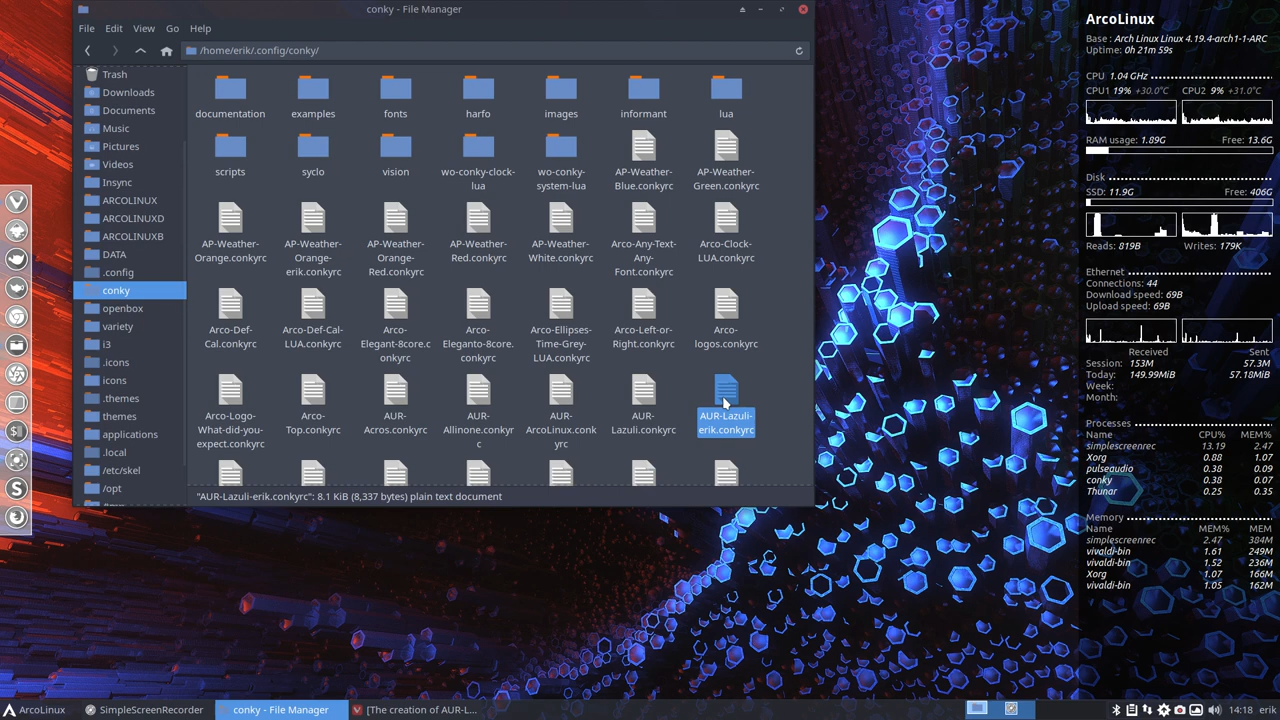 conky - File Manager
File Edit View Go Help
/home/erik/.config/conky/
Trash
Downloads
Documents
Music
Pictures
Videos
Insync
ARCOLINUX
ARCOLINUXD
ARCOLINUXB
DATA
.config
conky
openbox
variety
i3
.icons
icons
.themes
themes
applications
.local
/etc/skel
/opt
documentation examples fonts harfo images informant lua
scripts syclo vision wo-conky-clock- wo-conky- AP-Weather- AP-Weather-
lua system-lua Blue.conkyrc Green.conkyrc
AP-Weather- AP-Weather- AP-Weather- AP-Weather- AP-Weather- Arco-Any-Text- Arco-Clock-
Orange.conkyrc Orange- Orange- Red.conkyrc White.conkyrc Any- LUA.conkyrc
erik.conkyrc Red.conkyrc Font.conkyrc
Arco-Def- Arco-Def-Cal- Arco- Arco- Arco-Ellipses- Arco-Left-or- Arco-
Cal.conkyrc LUA.conkyrc Elegant-8core.c Eleganto-8core. Time-Grey- Right.conkyrc logos.conkyrc
onkyrc conkyrc LUA.conkyrc
Arco-Logo- Arco- AUR- AUR- AUR- AUR- AUR-Lazuli-
What-did-you- Top.conkyrc Acros.conkyrc Allinone.conkyr ArcoLinux.conk Lazuli.conkyrc erik.conkyrc
expect.conkyrc c yrc
"AUR-Lazuli-erik.conkyrc": 8.1 KiB (8,337 bytes) plain text document
ArcoLinux
Base : Arch Linux Linux 4.19.4-arch1-1-ARC
Uptime: 0h 21m 59s
CPU 1.04 GHz
CPU1 19% +30.0°C CPU2 9% +31.0°C
RAM usage: 1.89G Free: 13.6G
Disk
SSD: 11.9G Free: 406G
Reads: 819B Writes: 179K
Ethernet
Connections: 44
Download speed: 69B
Upload speed: 69B
Received Sent
Session: 153M 57.3M
Today: 149.99MiB 57.18MiB
Week:
Month:
Processes
Name CPU% MEM%
simplescreenrec 13.19 2.47
Xorg 0.88 1.07
pulseaudio 0.38 0.09
conky 0.38 0.07
Thunar 0.25 0.35
Memory
Name MEM% MEM
simplescreenrec 2.47 384M
vivaldi-bin 1.61 249M
vivaldi-bin 1.52 236M
Xorg 1.07 166M
vivaldi-bin 1.05 162M
ArcoLinux SimpleScreenRecorder conky - File Manager [The creation of AUR-L... 14:18 erik